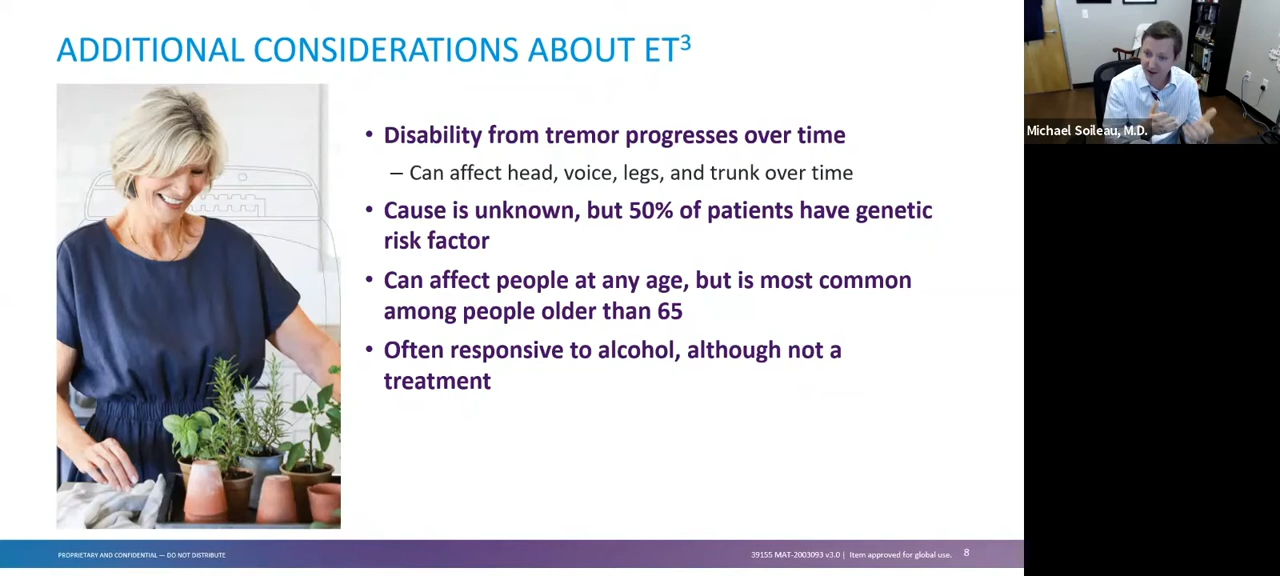 ADDITIONAL CONSIDERATIONS ABOUT ET³
• Disability from tremor progresses over time
– Can affect head, voice, legs, and trunk over time
• Cause is unknown, but 50% of patients have genetic
risk factor
• Can affect people at any age, but is most common
among people older than 65
• Often responsive to alcohol, although not a
treatment
PROPRIETARY AND CONFIDENTIAL — DO NOT DISTRIBUTE
39155 MAT-2003093 v3.0 | Item approved for global use. 8
Michael Soileau, M.D.